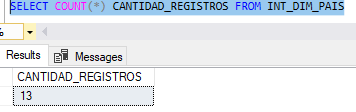 SELECT COUNT(*) CANTIDAD_REGISTROS FROM INT_DIM_PAIS
%
Results Messages
CANTIDAD_REGISTROS
13